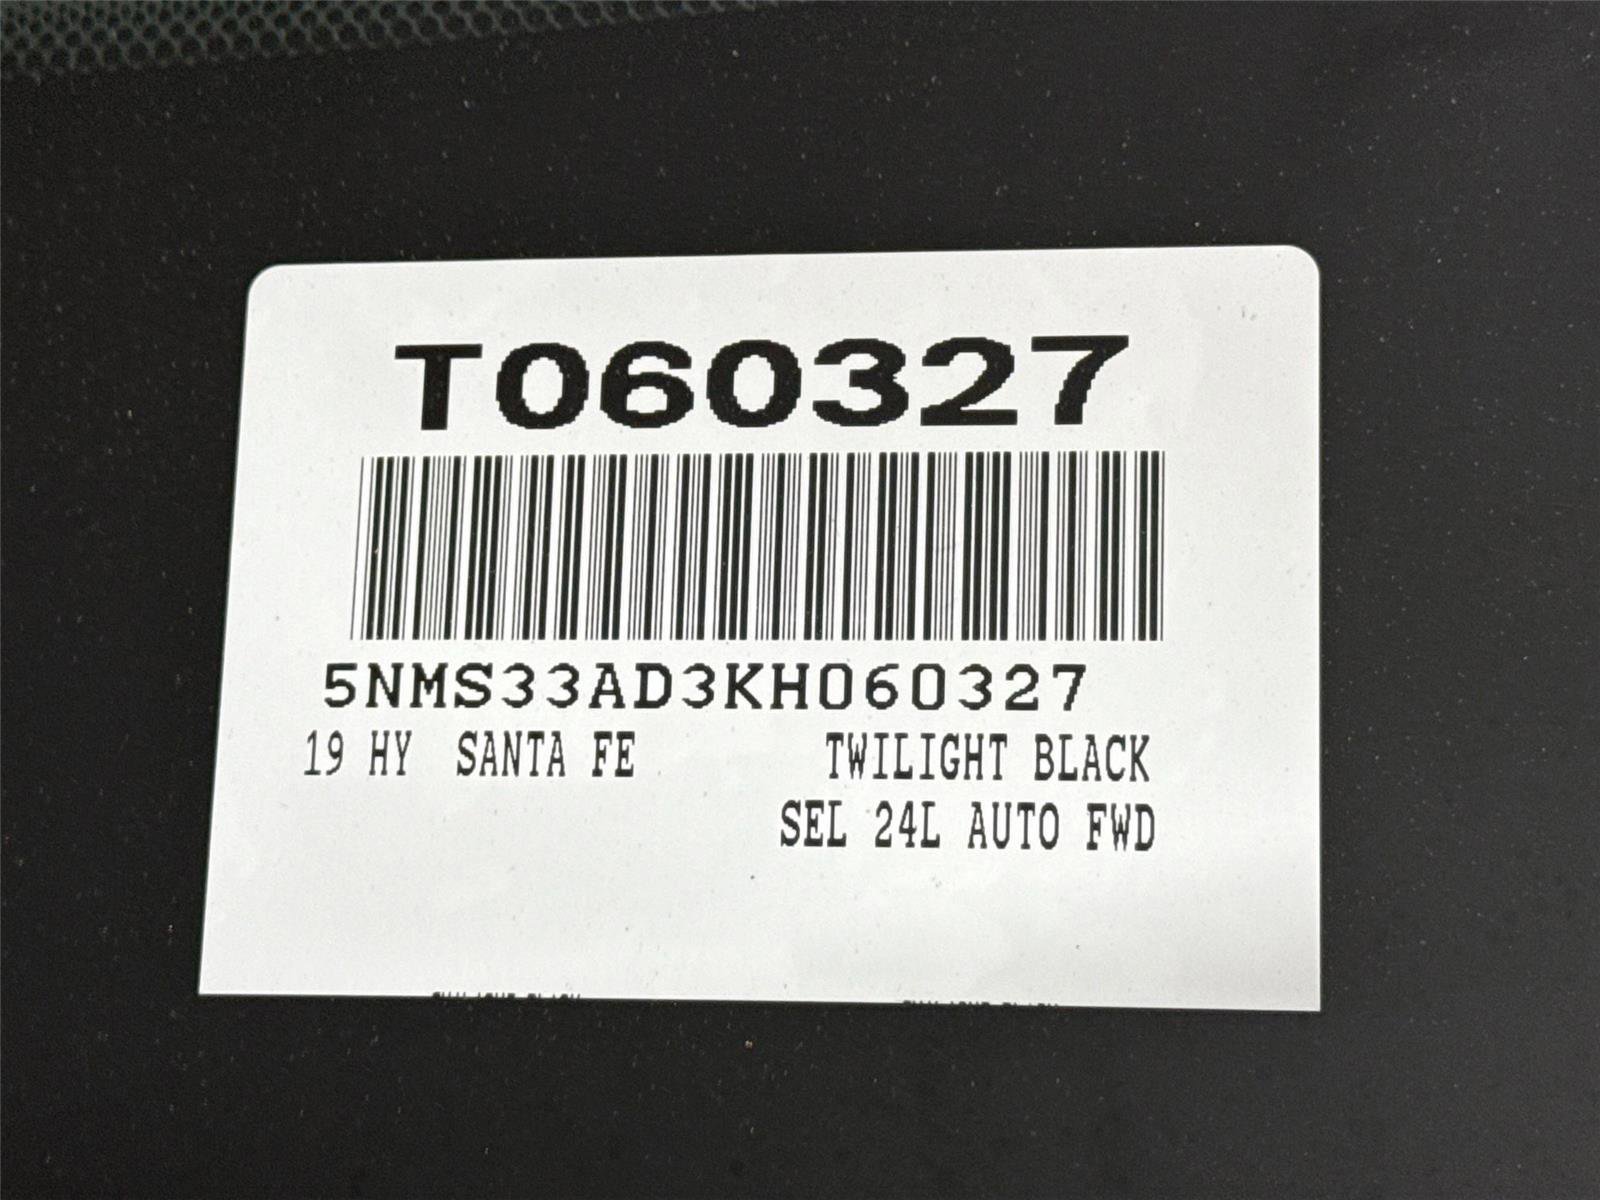 T060327
5NMS33AD3KH060327
19 HY SANTA FE TWILIGHT BLACK
SEL 24L AUTO FWD